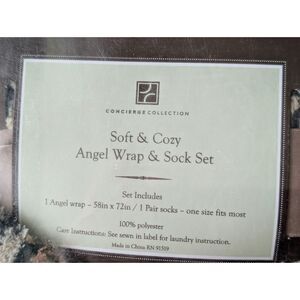 CONCIERGE COLLECTION
Soft & Cozy
Angel Wrap & Sock Set
Set Includes
1 Angel wrap – 58in x 72in / 1 Pair socks – one size fits most
100% polyester
Care Instructions: See sewn in label for laundry instruction.
Made in China RN 91509